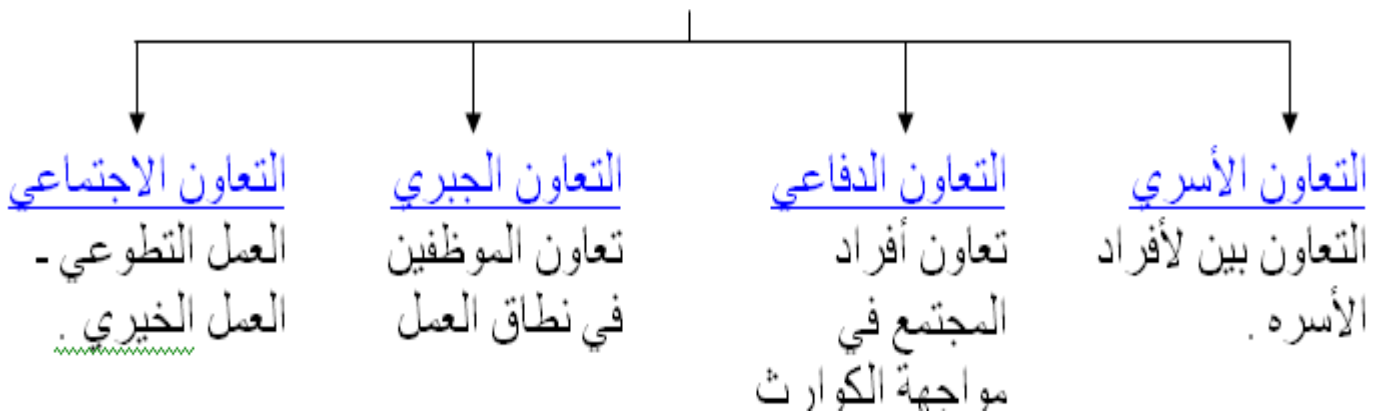 التعاون الأسري
التعاون بين لأفراد
الأسره .
التعاون الدفاعي
تعاون أفراد
المجتمع في
مواجهة الكوارث
التعاون الجبري
تعاون الموظفين
في نطاق العمل
التعاون الاجتماعي
العمل التطوعي -
العمل الخيري .